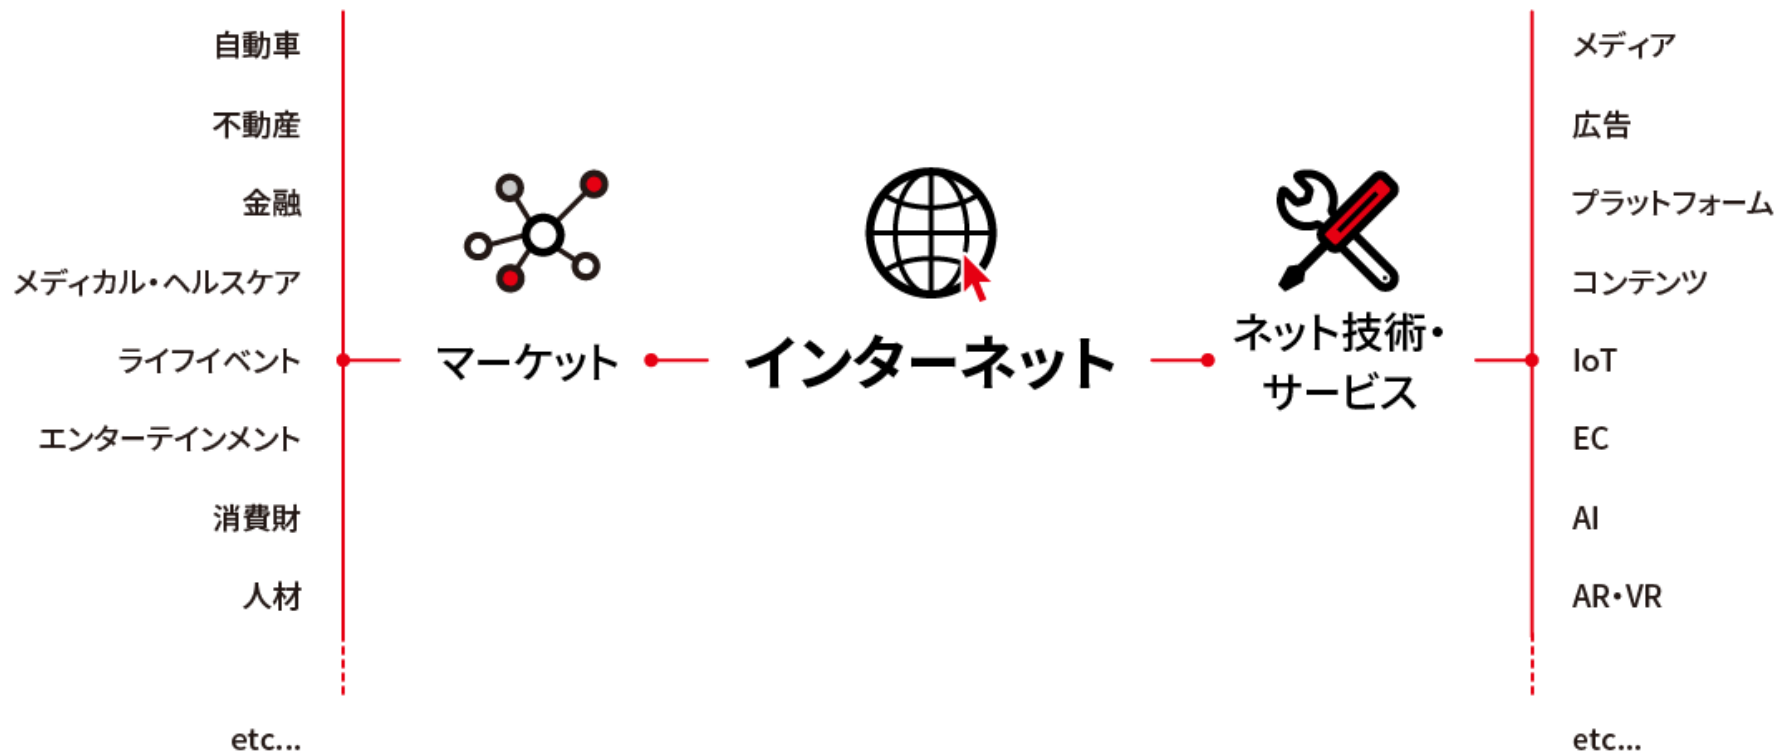 自動車
不動産
金融
メディカル・ヘルスケア
ライフイベント
エンターテインメント
消費財
人材
etc...
マーケット
インターネット
ネット技術・
サービス
メディア
広告
プラットフォーム
コンテンツ
IoT
EC
AI
AR・VR
etc...